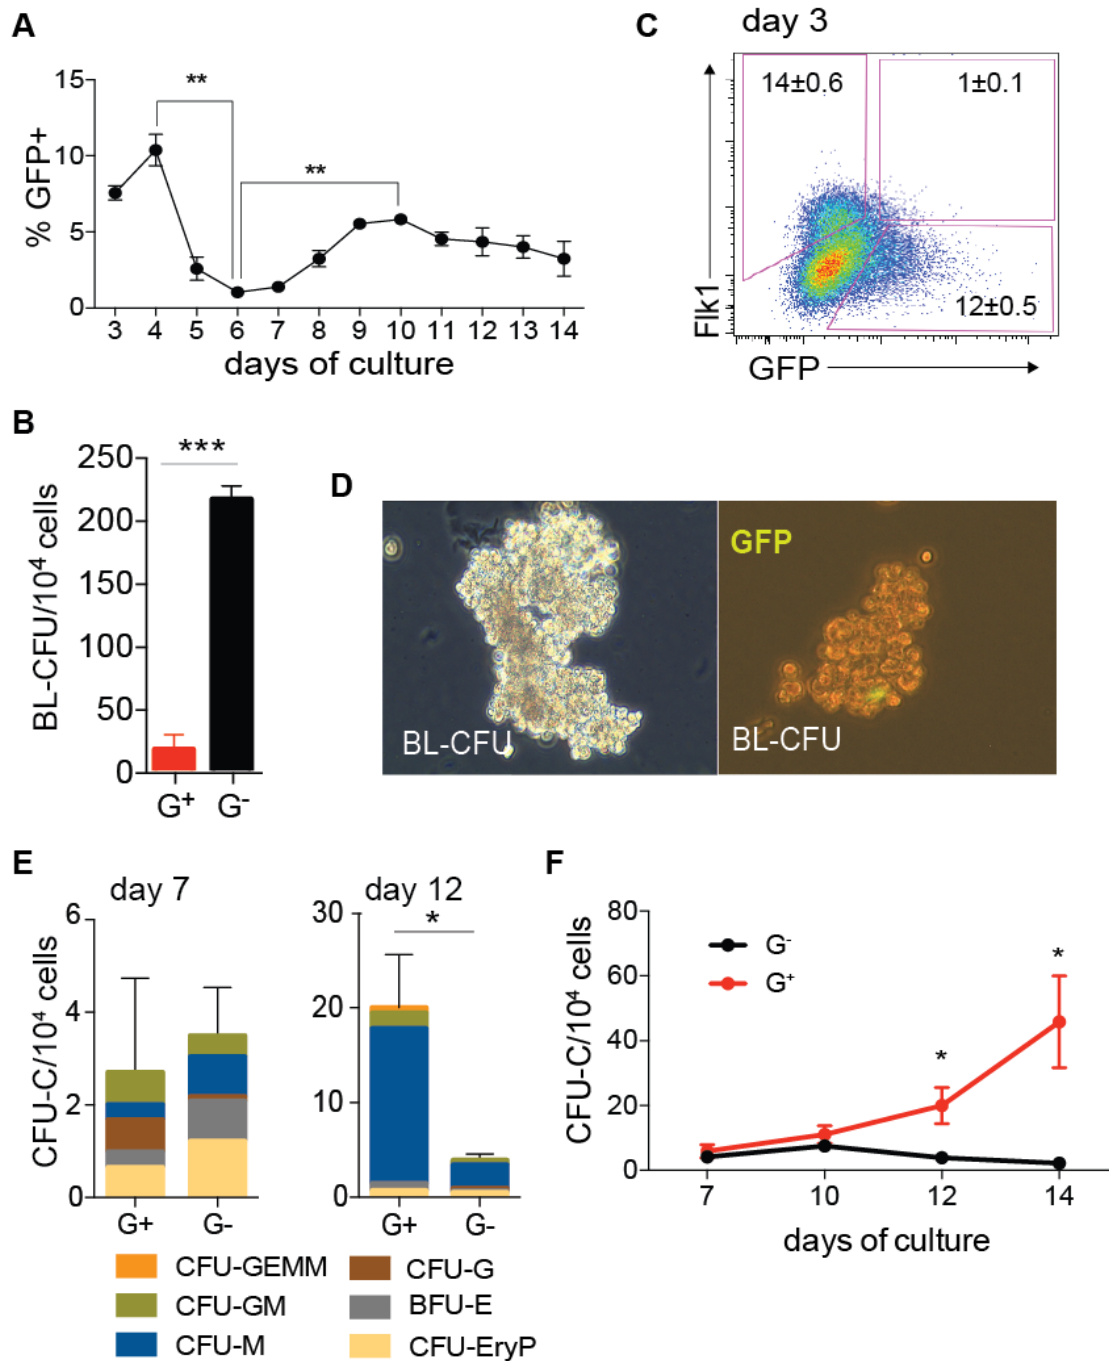 A
15
10
5
0
% GFP+
**
**
3 4 5 6 7 8 9 10 11 12 13 14
days of culture
C
day 3
14±0.6
1±0.1
12±0.5
Flk1
GFP
B
250
200
150
100
50
0
BL-CFU/10⁴ cells
***
G⁺ G⁻
D
BL-CFU
GFP
BL-CFU
E
day 7
6
4
2
0
CFU-C/10⁴ cells
G+ G-
day 12
30
20
10
0
*
G+ G-
CFU-GEMM
CFU-GM
CFU-M
CFU-G
BFU-E
CFU-EryP
F
80
60
40
20
0
CFU-C/10⁴ cells
G⁻
G⁺
*
*
7 10 12 14
days of culture